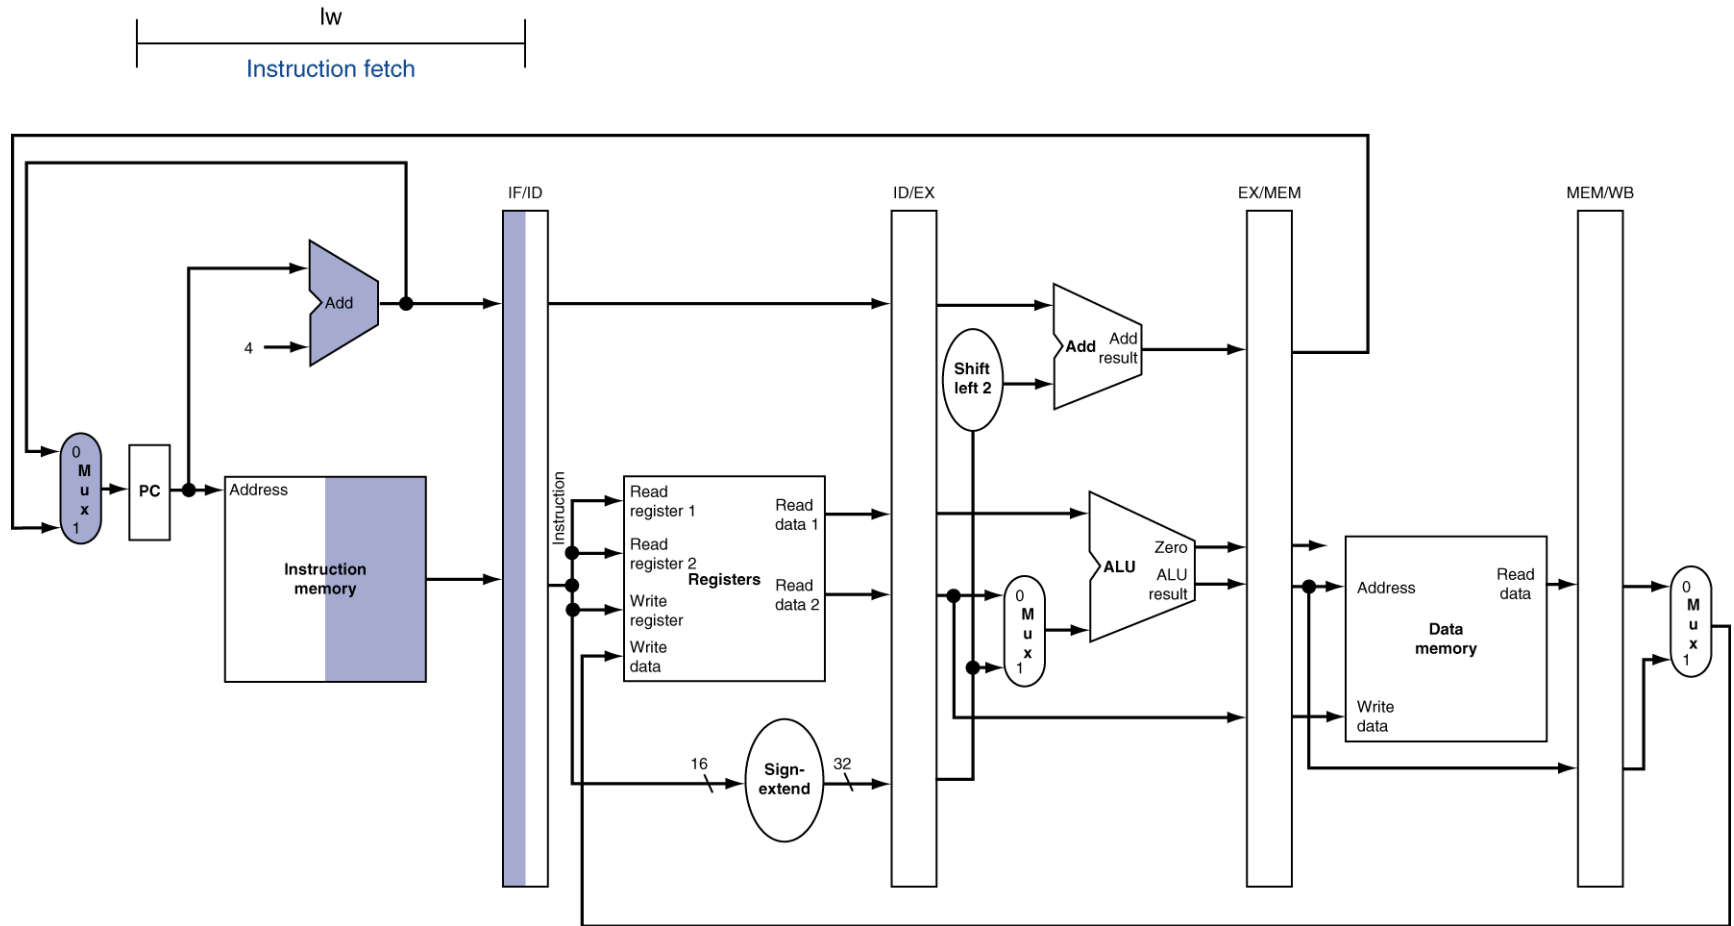 lw
Instruction fetch
IF/ID
ID/EX
EX/MEM
MEM/WB
Add
4
Shift
left 2
Add
Add
result
0
M
u
x
1
PC
Address
Instruction
memory
Instruction
Read
register 1
Read
register 2
Write
register
Write
data
Registers
Read
data 1
Read
data 2
16
Sign-
extend
32
0
M
u
x
1
ALU
Zero
ALU
result
Address
Read
data
Data
memory
Write
data
0
M
u
x
1